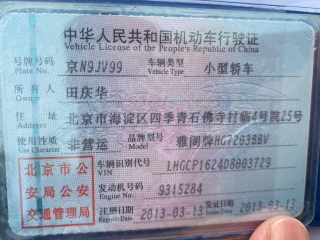 中华人民共和国机动车行驶证
Vehicle License of the People's Republic of China
号牌号码 京N9JV99 车辆类型 小型轿车
Plate No. Vehicle Type
所有人 田庆华
Owner
住址 北京市海淀区四季青石佛寺村临4号院25号
Address
使用性质 非营运 品牌型号 雅阁牌HG7203BBV
Use Character Model
北京市公 车辆识别代号 LHGCP1624D8003729
VIN
安局公安 发动机号码 9315284
Engine No.
交通管理局 注册日期 2013-03-13 发证日期 2013-03-13
Register Date Issue Date